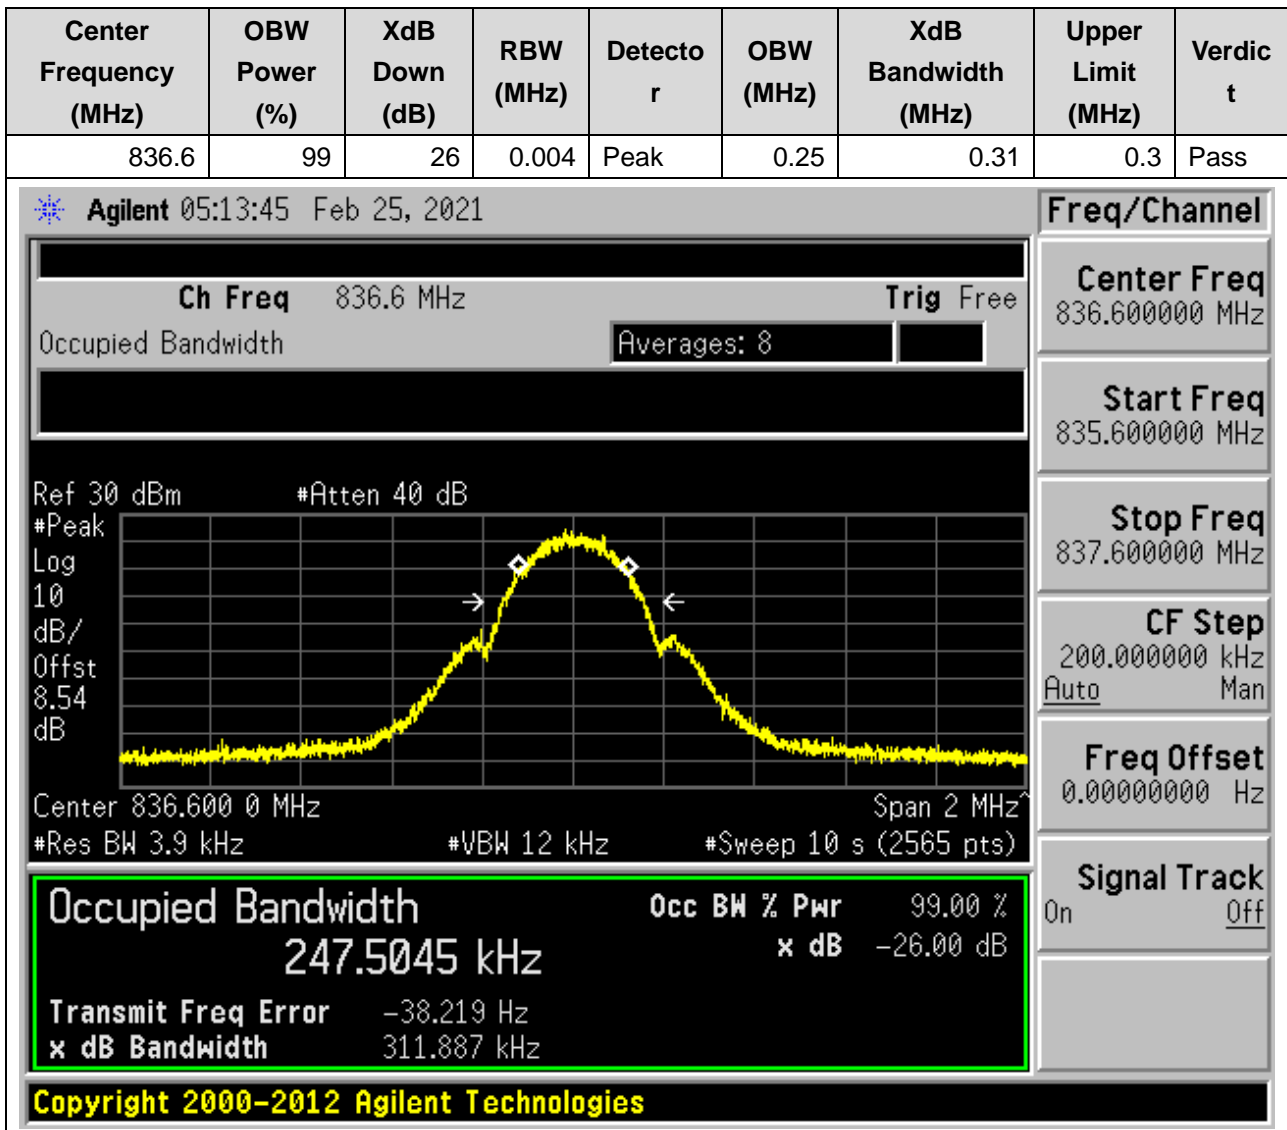 Center Frequency (MHz) OBW Power (%) XdB Down (dB) RBW (MHz) Detecto r OBW (MHz) XdB Bandwidth (MHz) Upper Limit (MHz) Verdic t
836.6 99 26 0.004 Peak 0.25 0.31 0.3 Pass
Agilent 05:13:45 Feb 25, 2021
Ch Freq 836.6 MHz Trig Free
Occupied Bandwidth Averages: 8
Ref 30 dBm #Atten 40 dB
#Peak
Log
10
dB/
Offst
8.54
dB
Center 836.600 0 MHz Span 2 MHz^
#Res BW 3.9 kHz #VBW 12 kHz #Sweep 10 s (2565 pts)
Occupied Bandwidth Occ BW % Pwr 99.00 %
247.5045 kHz x dB -26.00 dB
Transmit Freq Error -38.219 Hz
x dB Bandwidth 311.887 kHz
Copyright 2000-2012 Agilent Technologies
Freq/Channel
Center Freq
836.600000 MHz
Start Freq
835.600000 MHz
Stop Freq
837.600000 MHz
CF Step
200.000000 kHz
Auto Man
Freq Offset
0.00000000 Hz
Signal Track
On Off